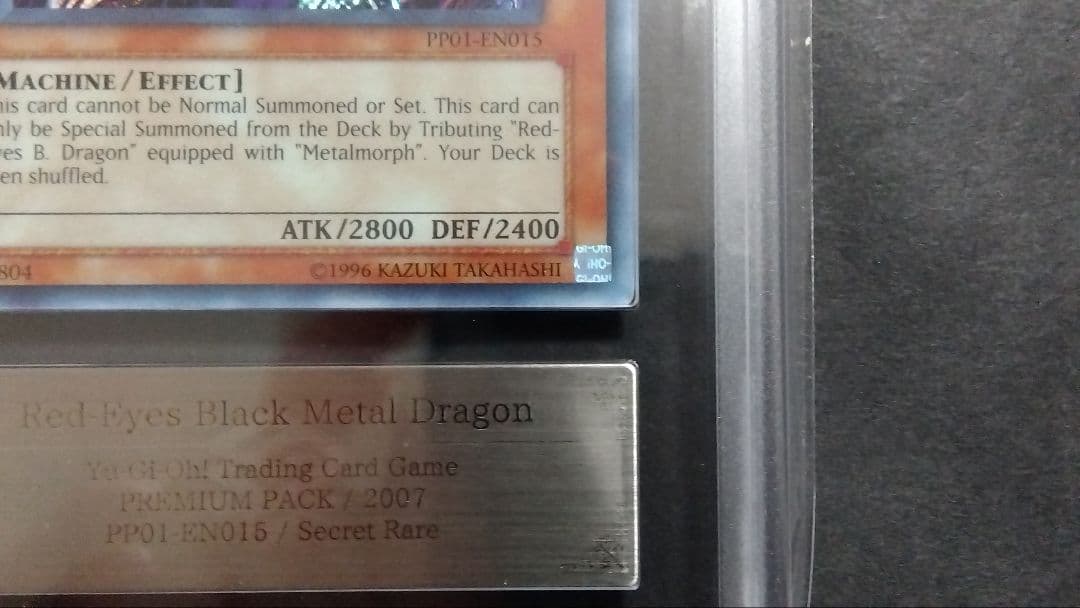 PP01-EN015
MACHINE/EFFECT]
his card cannot be Normal Summoned or Set. This card can
nly be Special Summoned from the Deck by Tributing "Red-
es B. Dragon" equipped with "Metalmorph". Your Deck is
en shuffled.
ATK/2800 DEF/2400
804
©1996 KAZUKI TAKAHASHI
Red-Eyes Black Metal Dragon
Yu-Gi-Oh! Trading Card Game
PREMIUM PACK / 2007
PP01-EN015 / Secret Rare